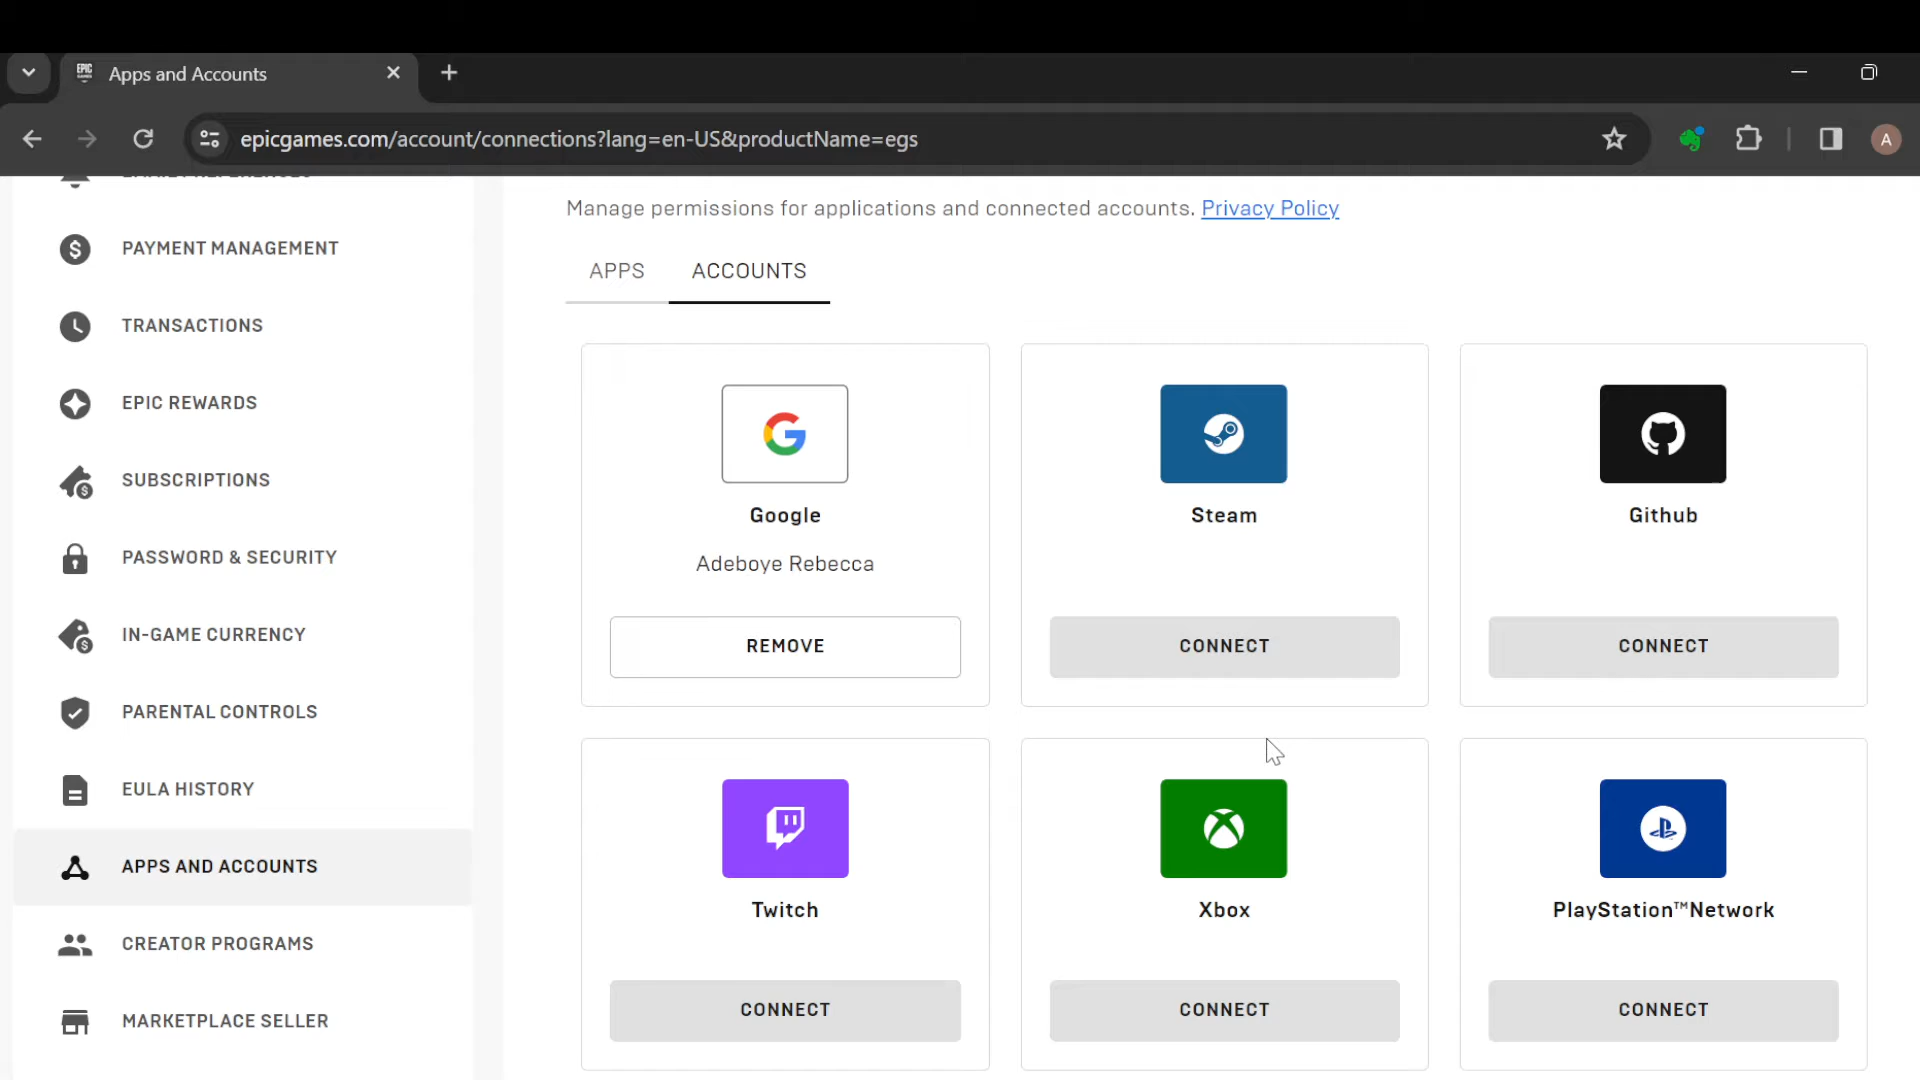 EPIC GAMES
Apps and Accounts
epicgames.com/account/connections?lang=en-US&productName=egs
A
Manage permissions for applications and connected accounts. Privacy Policy
PAYMENT MANAGEMENT
TRANSACTIONS
EPIC REWARDS
SUBSCRIPTIONS
PASSWORD & SECURITY
IN-GAME CURRENCY
PARENTAL CONTROLS
EULA HISTORY
APPS AND ACCOUNTS
CREATOR PROGRAMS
MARKETPLACE SELLER
APPS ACCOUNTS
Google
Adeboye Rebecca
REMOVE
Steam
CONNECT
Github
CONNECT
Twitch
CONNECT
Xbox
CONNECT
PlayStation™Network
CONNECT